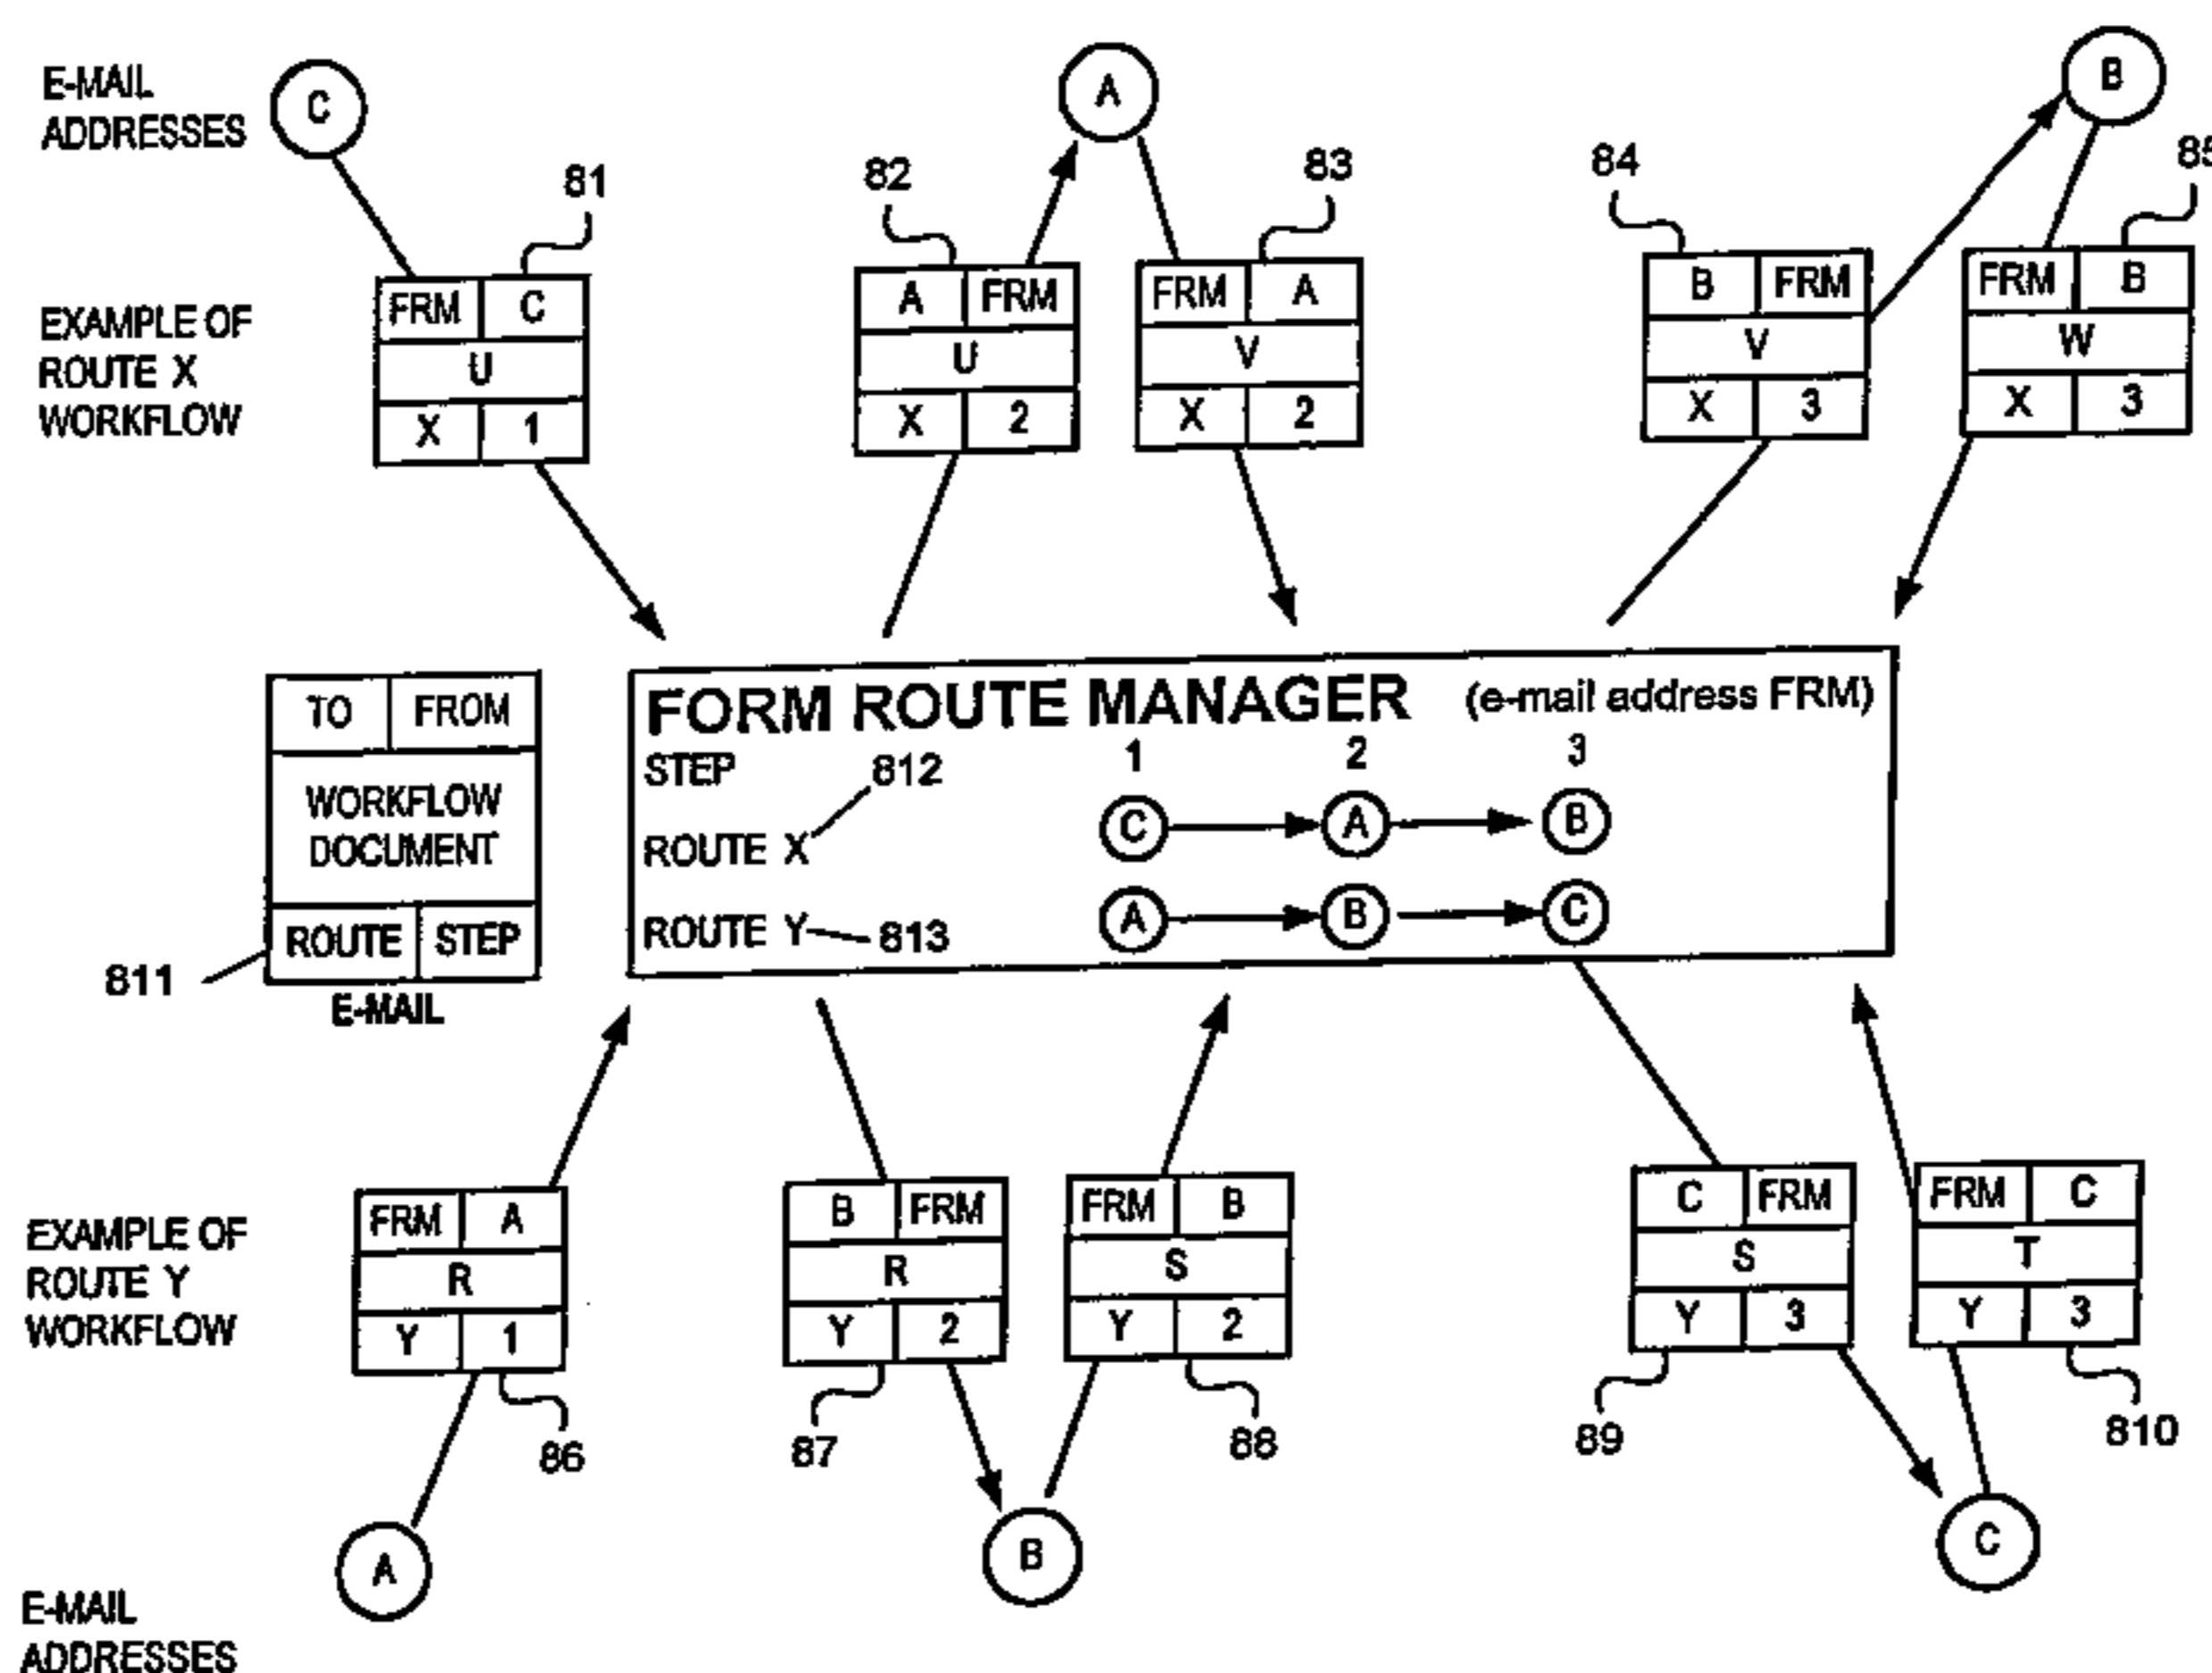 E-MAIL
ADDRESSES
C
A
B
81
82
83
84
85
EXAMPLE OF
ROUTE X
WORKFLOW
FRM C
U
X 1
A FRM
U
X 2
FRM A
V
X 2
B FRM
V
X 3
FRM B
W
X 3
TO FROM
WORKFLOW
DOCUMENT
ROUTE STEP
E-MAIL
811
FORM ROUTE MANAGER (e-mail address FRM)
STEP 1 2 3
812
ROUTE X C A B
ROUTE Y 813 A B C
EXAMPLE OF
ROUTE Y
WORKFLOW
FRM A
R
Y 1
B FRM
R
Y 2
FRM B
S
Y 2
C FRM
S
Y 3
FRM C
T
Y 3
86
87
88
89
810
A
B
C
E-MAIL
ADDRESSES